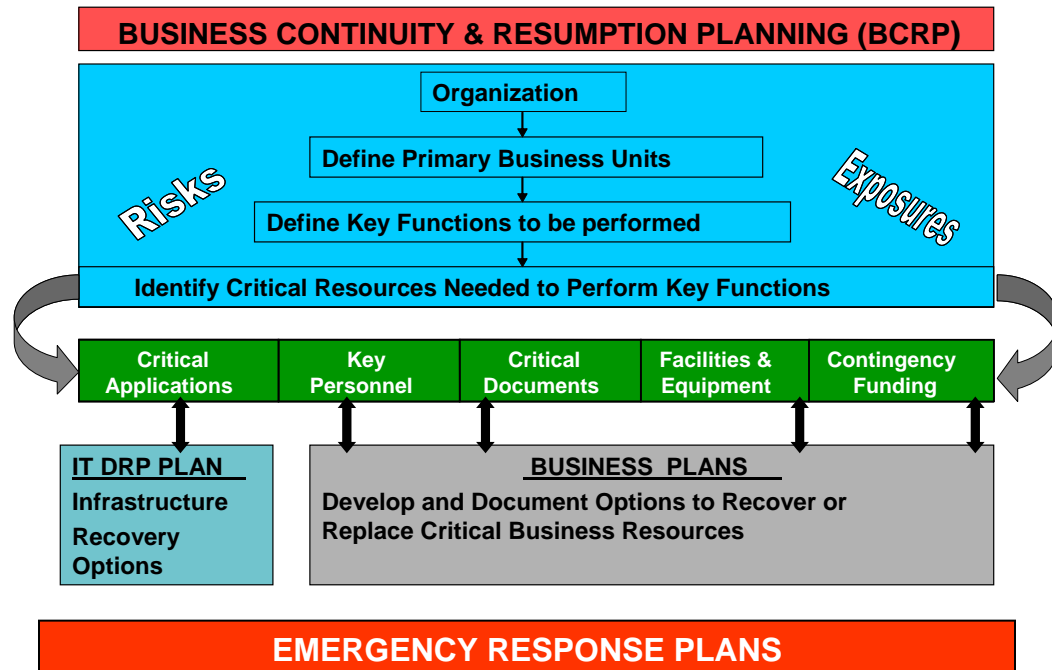 BUSINESS CONTINUITY & RESUMPTION PLANNING (BCRP)
Organization
Define Primary Business Units
Risks
Exposures
Define Key Functions to be performed
Identify Critical Resources Needed to Perform Key Functions
Critical
Applications
Key
Personnel
Critical
Documents
Facilities &
Equipment
Contingency
Funding
IT DRP PLAN
Infrastructure
Recovery
Options
BUSINESS PLANS
Develop and Document Options to Recover or
Replace Critical Business Resources
EMERGENCY RESPONSE PLANS